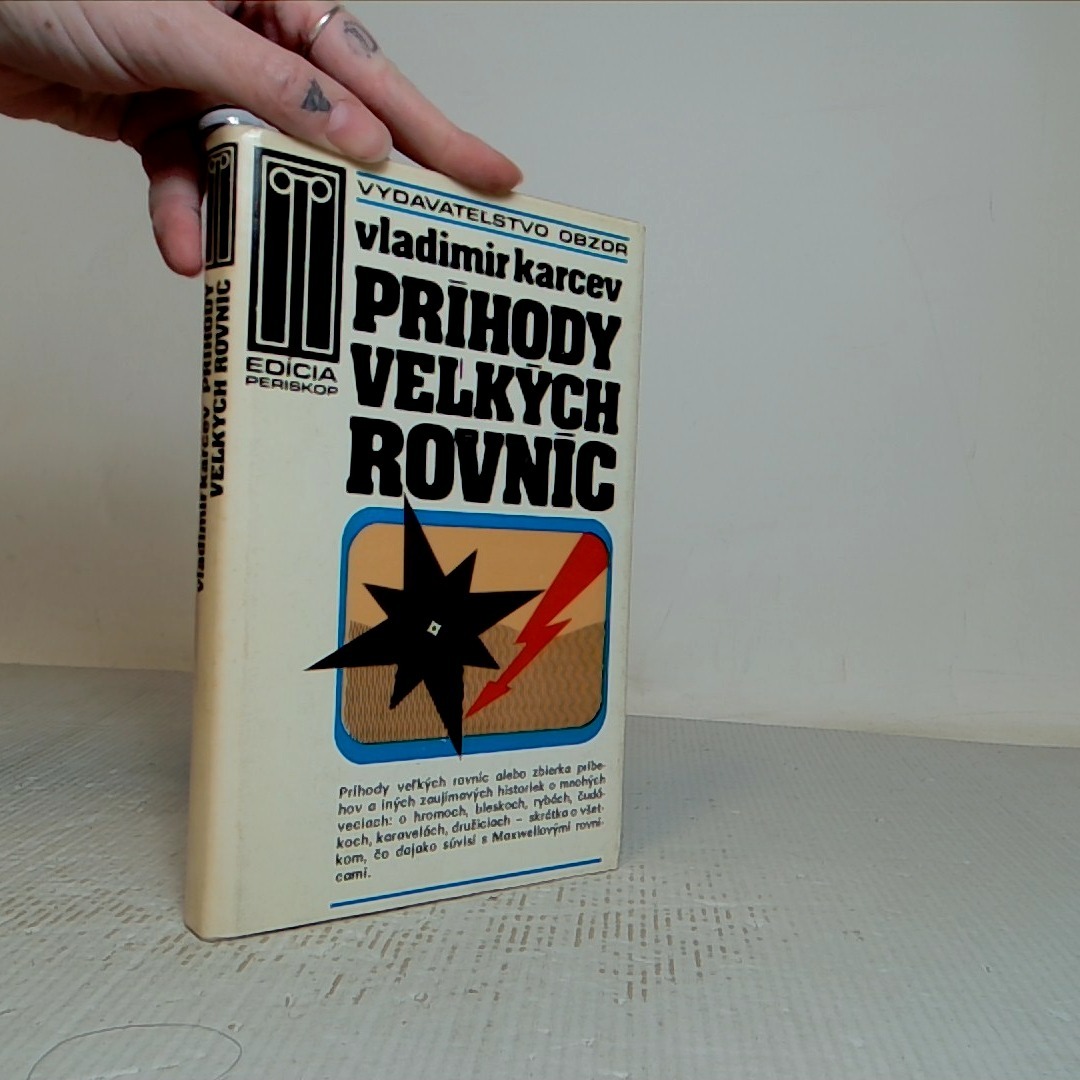 VYDAVATELSTVO OBZOR
vladimir karcev
PRÍHODY
VEĽKÝCH
ROVNÍC
EDÍCIA
PERISKOP
Príhody veľkých rovníc alebo zbierka príbe-
hov a iných zaujímavých historiek o mnohých
veciach: o hromoch, bleskoch, rybách, čudá-
koch, karavelách, družiciach – skrátka o všet-
kom, čo dajako súvisí s Maxwellovými rovni-
cami.
vladimir karcev PRÍHODY
VEĽKÝCH ROVNÍC